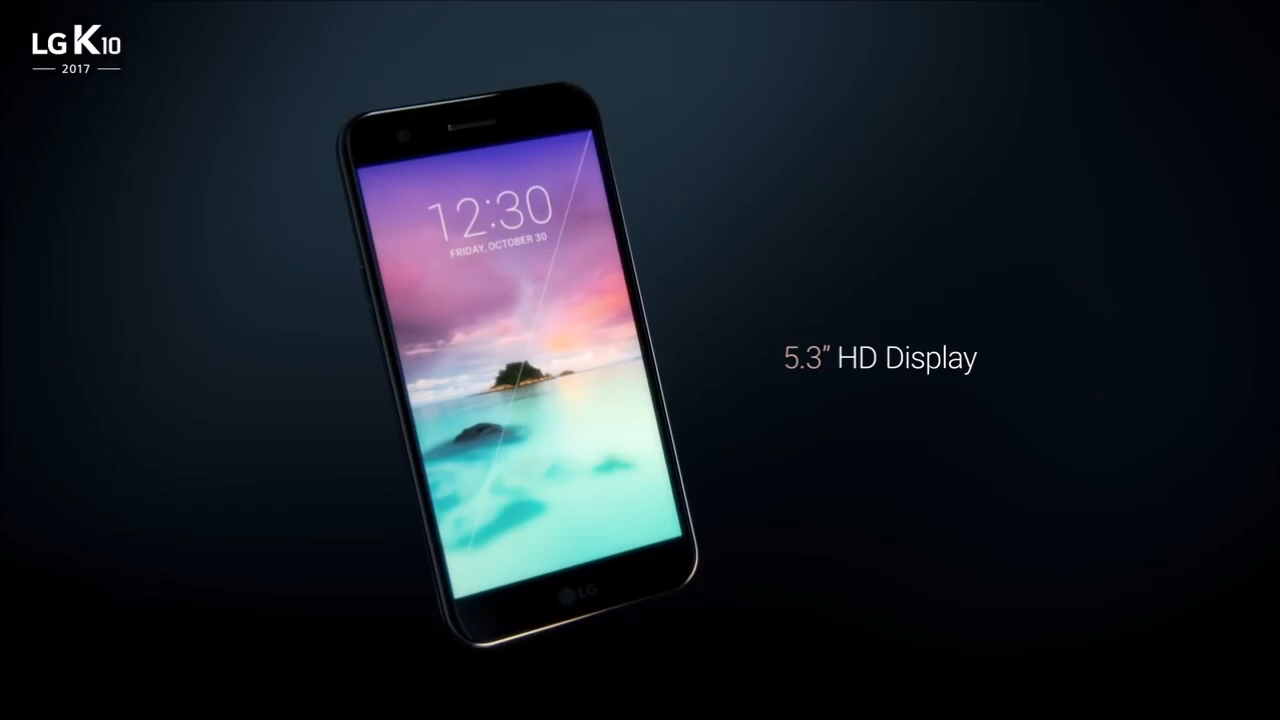 LG K10
2017
12:30
FRIDAY, OCTOBER 30
5.3” HD Display
LG